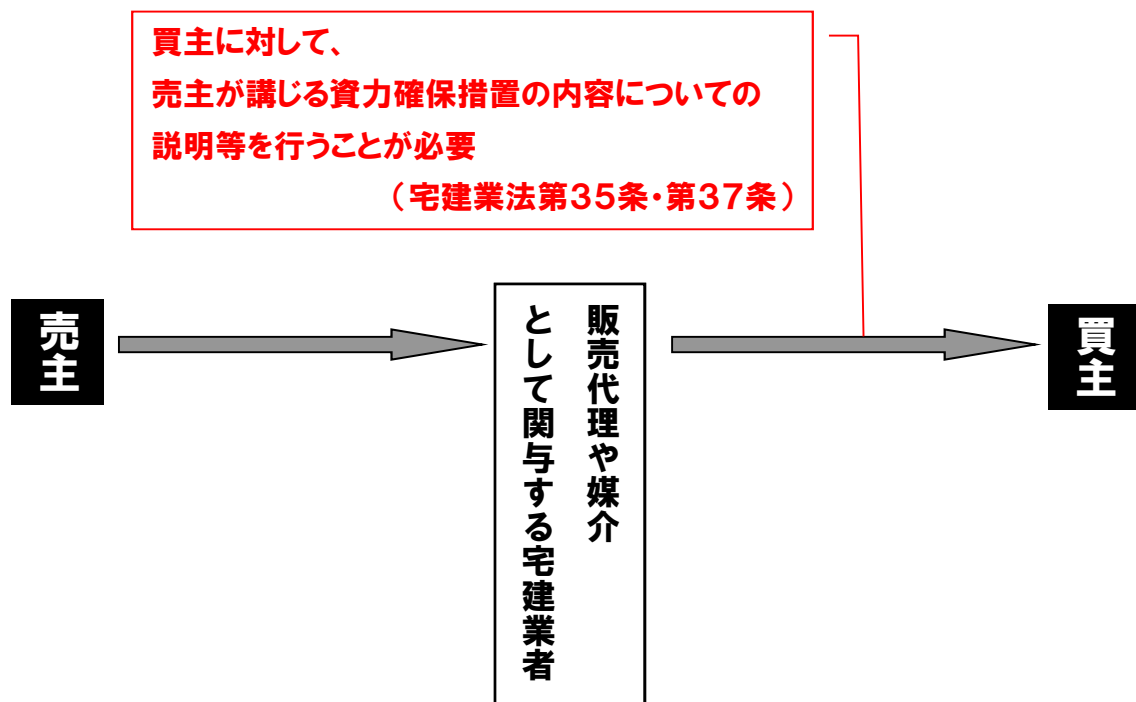 買主に対して、
売主が講じる資力確保措置の内容についての
説明等を行うことが必要
（宅建業法第35条・第37条）
売主
販売代理や媒介
として関与する宅建業者
買主